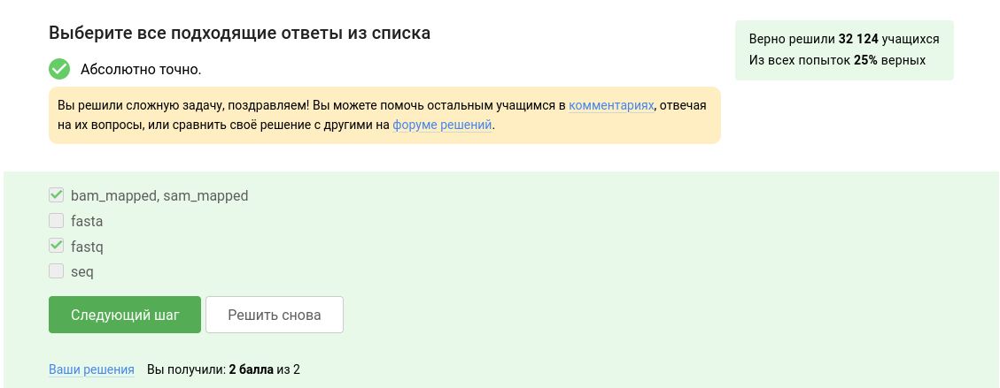 Выберите все подходящие ответы из списка
Верно решили 32 124 учащихся
Из всех попыток 25% верных
Абсолютно точно.
Вы решили сложную задачу, поздравляем! Вы можете помочь остальным учащимся в комментариях, отвечая
на их вопросы, или сравнить своё решение с другими на форуме решений.
bam_mapped, sam_mapped
fasta
fastq
seq
Следующий шаг
Решить снова
Ваши решения Вы получили: 2 балла из 2